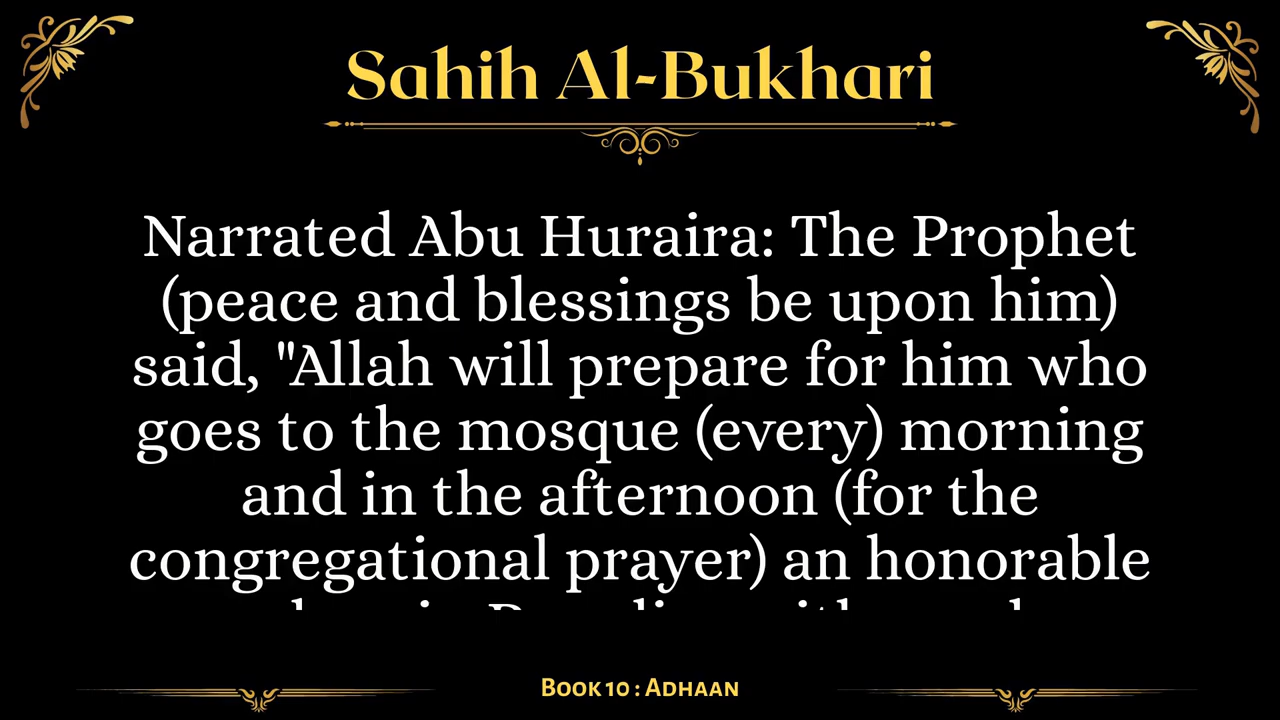 Sahih Al-Bukhari
Narrated Abu Huraira: The Prophet
(peace and blessings be upon him)
said, "Allah will prepare for him who
goes to the mosque (every) morning
and in the afternoon (for the
congregational prayer) an honorable
Book 10 : Adhaan